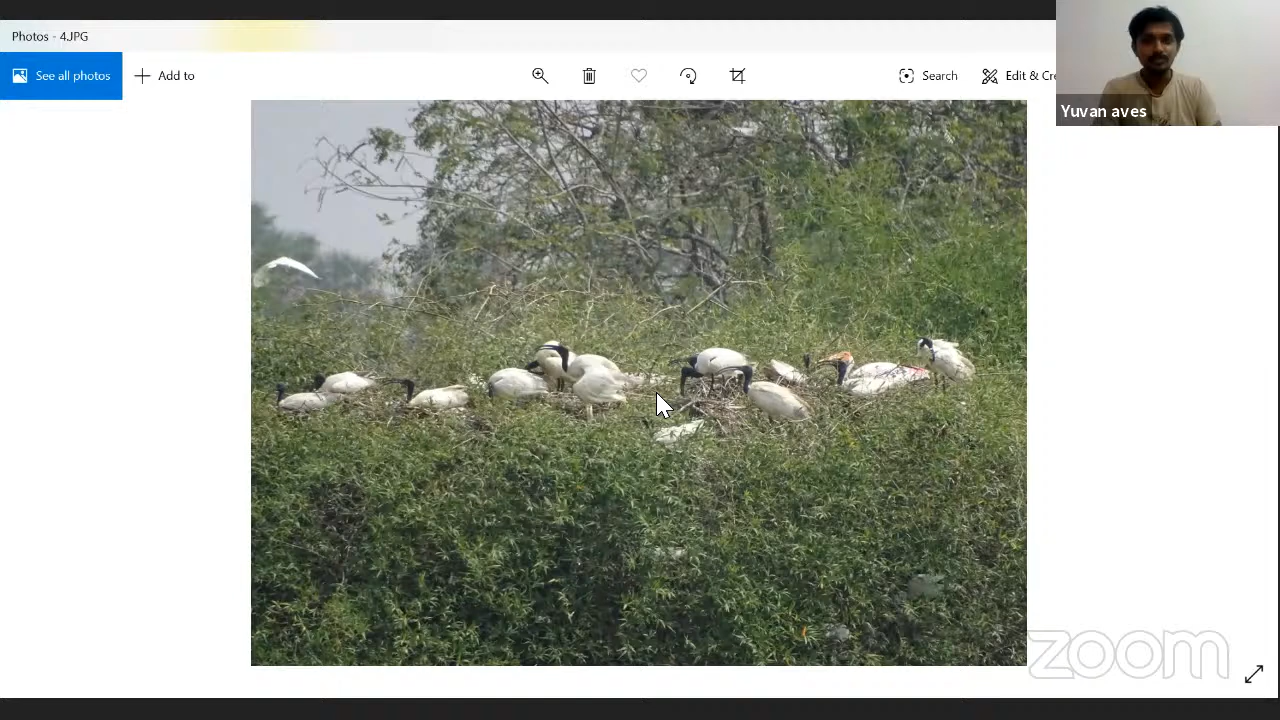 Photos - 4.JPG
See all photos
Add to
Search
Edit & Cre
Yuvan aves
zoom